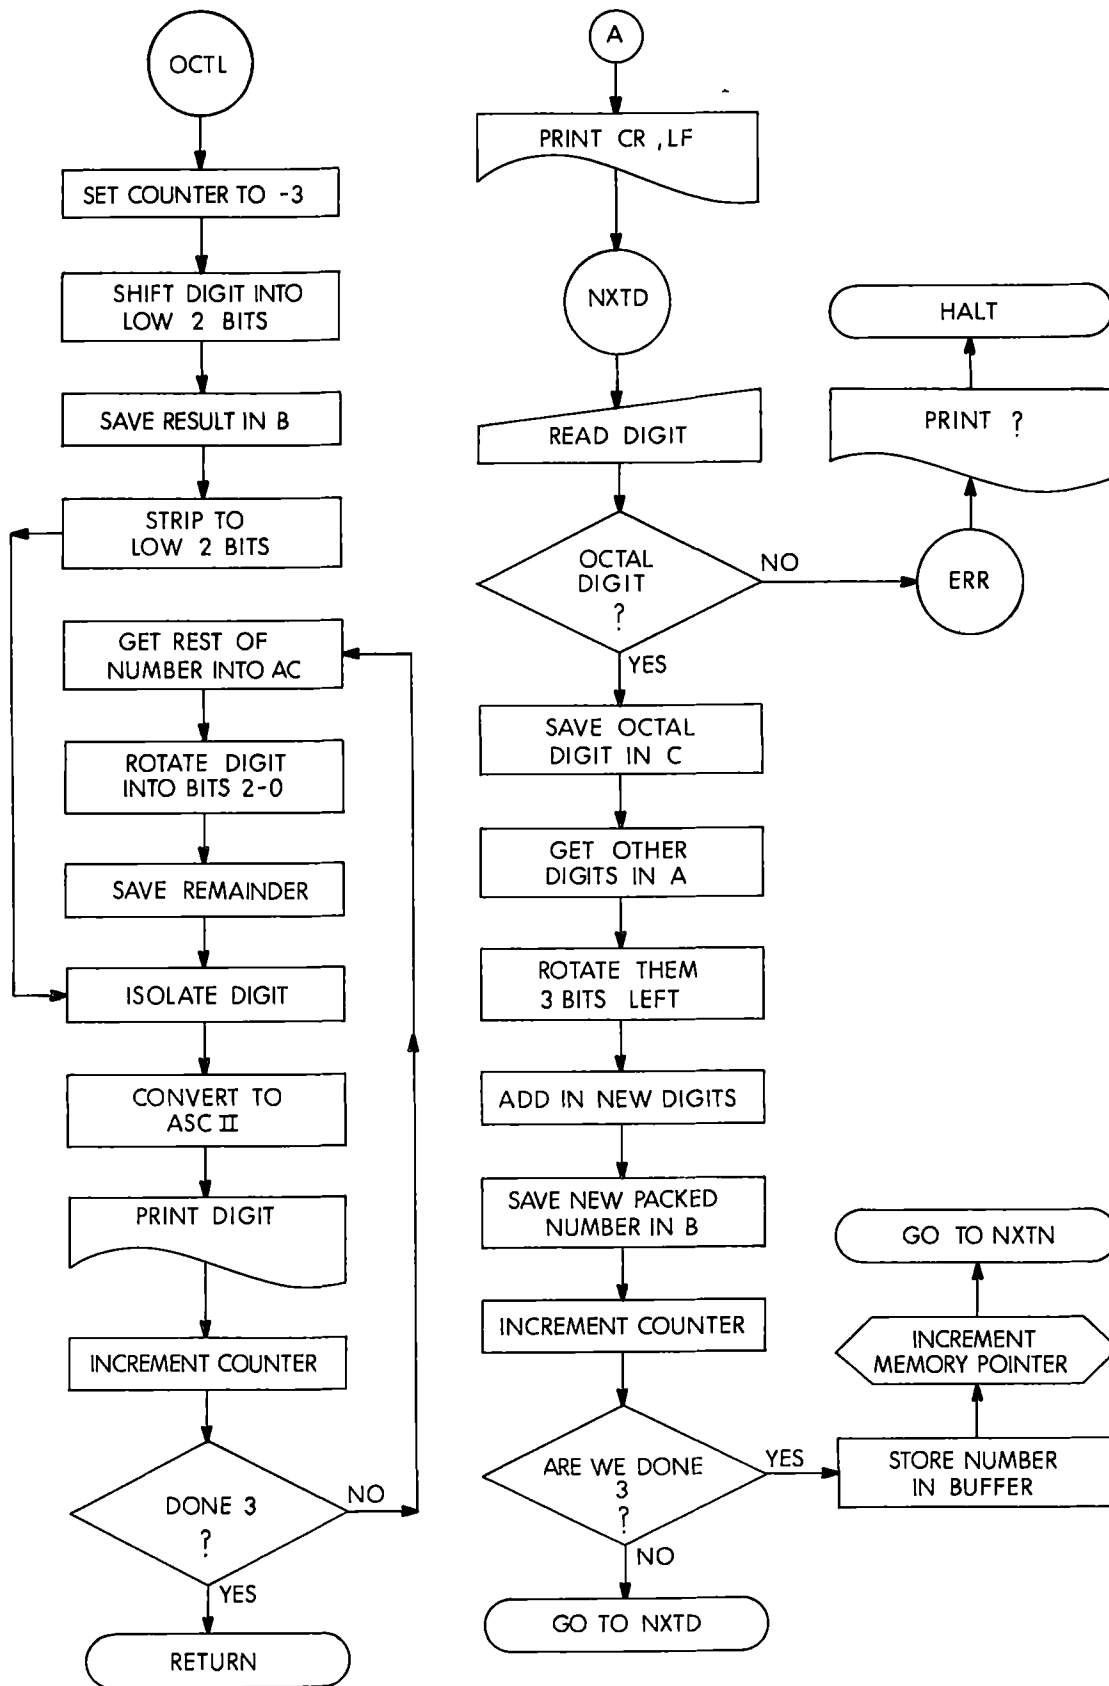 OCTL
SET COUNTER TO -3
SHIFT DIGIT INTO
LOW 2 BITS
SAVE RESULT IN B
STRIP TO
LOW 2 BITS
GET REST OF
NUMBER INTO AC
ROTATE DIGIT
INTO BITS 2-0
SAVE REMAINDER
ISOLATE DIGIT
CONVERT TO
ASC II
PRINT DIGIT
INCREMENT COUNTER
DONE 3
?
NO
YES
RETURN
A
PRINT CR ,LF
NXTD
READ DIGIT
OCTAL
DIGIT
?
NO
YES
ERR
PRINT ?
HALT
SAVE OCTAL
DIGIT IN C
GET OTHER
DIGITS IN A
ROTATE THEM
3 BITS LEFT
ADD IN NEW DIGITS
SAVE NEW PACKED
NUMBER IN B
INCREMENT COUNTER
ARE WE DONE
3
?
YES
NO
GO TO NXTD
STORE NUMBER
IN BUFFER
INCREMENT
MEMORY POINTER
GO TO NXTN